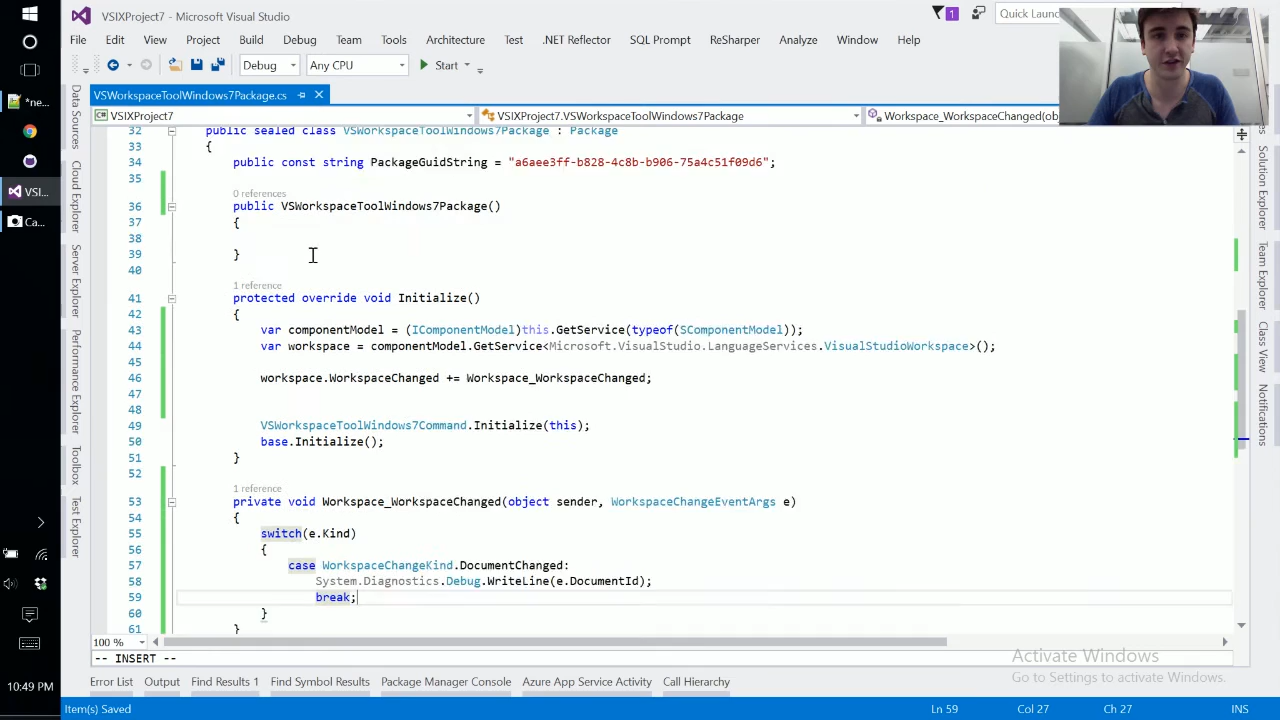 VSIXProject7 - Microsoft Visual Studio
1
Quick Launc
File Edit View Project Build Debug Team Tools Architecture Test .NET Reflector SQL Prompt ReSharper Analyze Window Help
Debug Any CPU Start
VSWorkspaceToolWindows7Package.cs
VSIXProject7 VSIXProject7.VSWorkspaceToolWindows7Package Workspace_WorkspaceChanged(ob
32 public sealed class VSWorkspaceToolWindows7Package : Package
33 {
34 public const string PackageGuidString = "a6aee3ff-b828-4c8b-b906-75a4c51f09d6";
35
0 references
36 public VSWorkspaceToolWindows7Package()
37 {
38
39 }
40
1 reference
41 protected override void Initialize()
42 {
43 var componentModel = (IComponentModel)this.GetService(typeof(SComponentModel));
44 var workspace = componentModel.GetService<Microsoft.VisualStudio.LanguageServices.VisualStudioWorkspace>();
45
46 workspace.WorkspaceChanged += Workspace_WorkspaceChanged;
47
48
49 VSWorkspaceToolWindows7Command.Initialize(this);
50 base.Initialize();
51 }
52
1 reference
53 private void Workspace_WorkspaceChanged(object sender, WorkspaceChangeEventArgs e)
54 {
55 switch(e.Kind)
56 {
57 case WorkspaceChangeKind.DocumentChanged:
58 System.Diagnostics.Debug.WriteLine(e.DocumentId);
59 break;
60 }
61 }
100 %
-- INSERT --
Activate Windows
Go to Settings to activate Windows.
Error List Output Find Results 1 Find Symbol Results Package Manager Console Azure App Service Activity Call Hierarchy
Item(s) Saved Ln 59 Col 27 Ch 27 INS
Data Sources
Cloud Explorer
Server Explorer
Performance Explorer
Toolbox
Test Explorer
Solution Explorer
Team Explorer
Class View
Notifications
*ne
VSI...
Ca...
10:49 PM